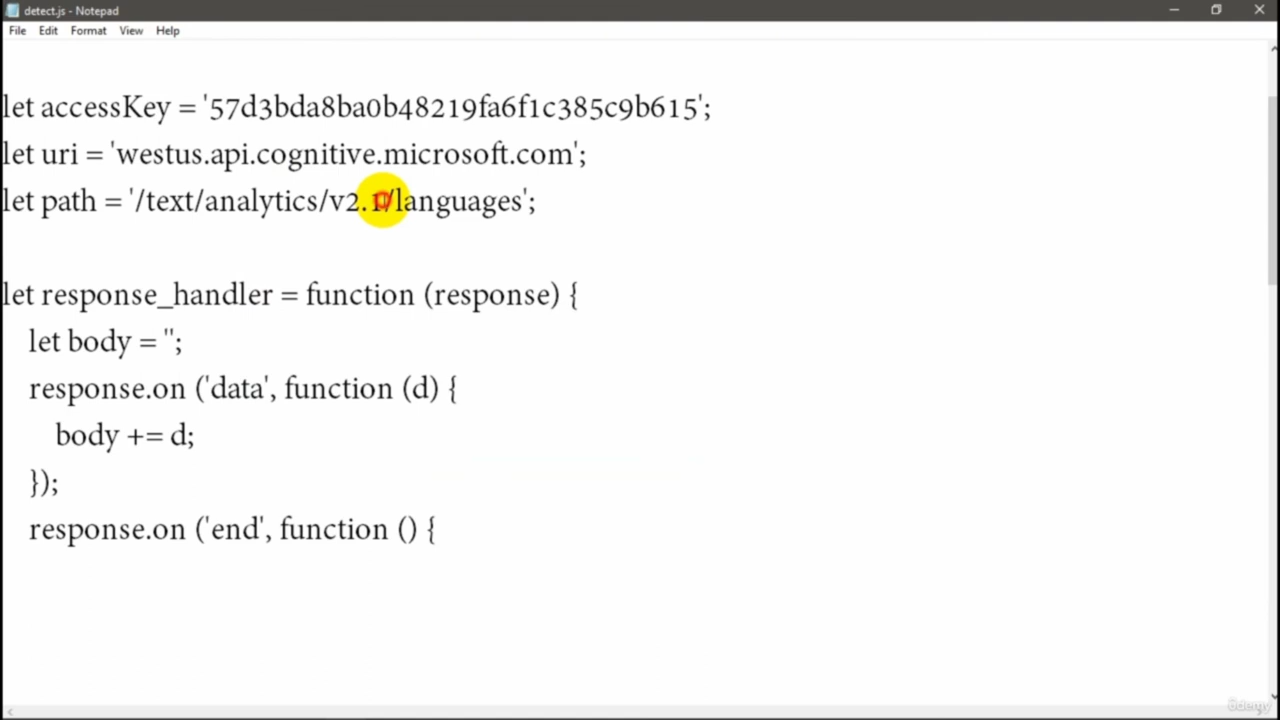 detect.js - Notepad
File Edit Format View Help
let accessKey = '57d3bda8ba0b48219fa6f1c385c9b615';
let uri = 'westus.api.cognitive.microsoft.com';
let path = '/text/analytics/v2.1/languages';
let response_handler = function (response) {
let body = '';
response.on ('data', function (d) {
body += d;
});
response.on ('end', function () {
ûdemy